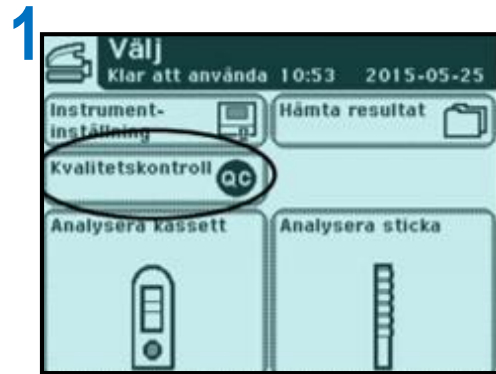 1
Välj
Klar att använda 10:53 2015-05-25
Instrument-
inställning
Hämta resultat
Kvalitetskontroll QC
Analysera kassett
Analysera sticka